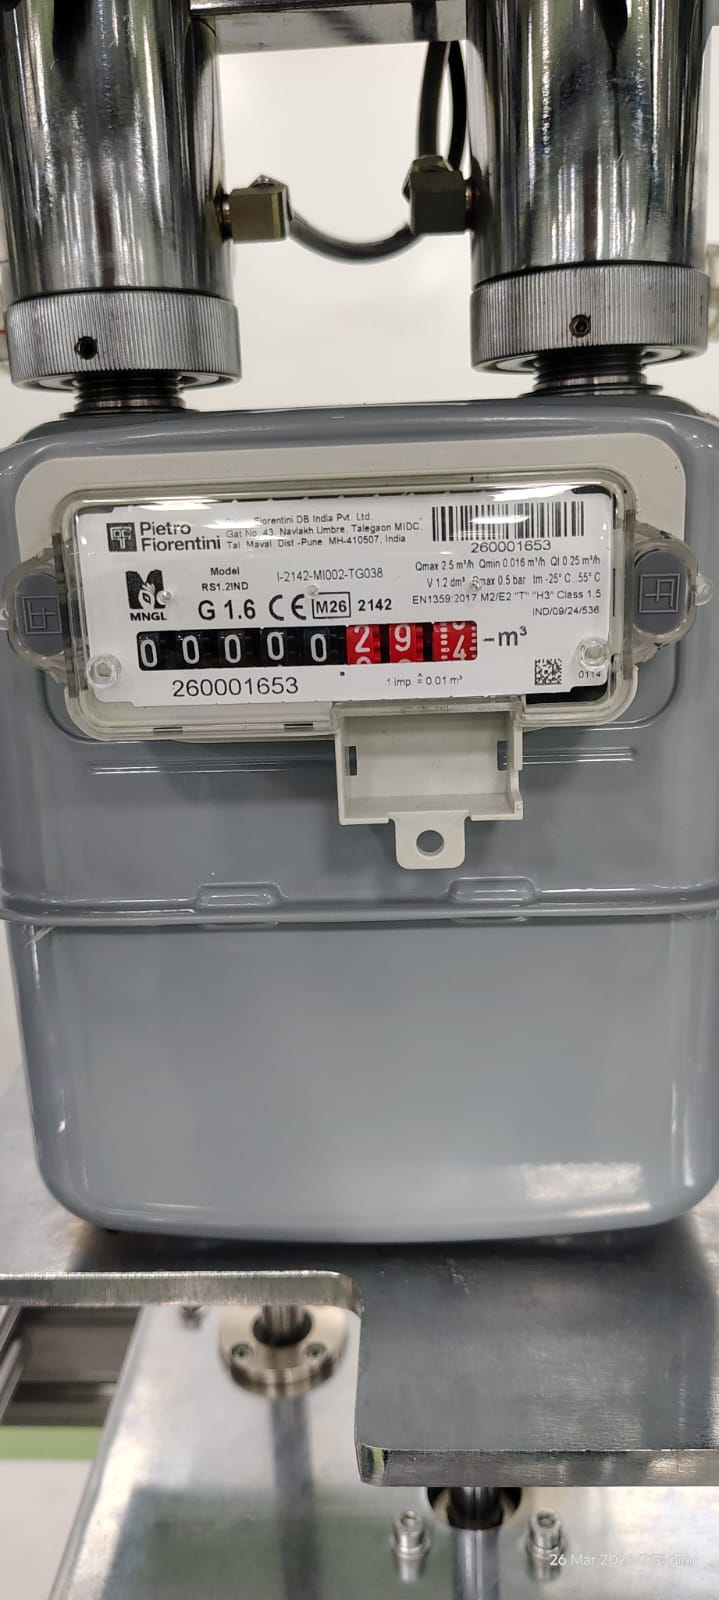 Pietro
Fiorentini
Fiorentini DB India Pvt. Ltd.
Gat No. 43, Navlakh Umbre, Talegaon MIDC.
Tal. Maval. Dist -Pune, MH-410507, India
260001653
MNGL
Model
RS1.2IND
I-2142-MI002-TG038
G 1.6 CE M26 2142
Qmax 2.5 m³/h Qmin 0.016 m³/h Qt 0.25 m³/h
V 1.2 dm³ Pmax 0.5 bar tm -25° C..55° C
EN1359:2017 M2/E2 "T" "H3" Class 1.5
IND/09/24/536
0 0 0 0 0 2 9 4 -m³
260001653
1 imp ≙ 0.01 m³
0114
26 Mar pm